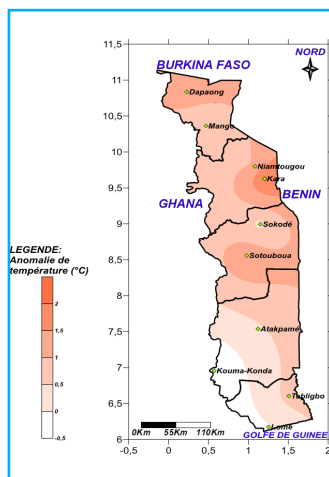 NORD
BURKINA FASO
11,5
11
10,5
10
9,5
9
8,5
8
7,5
7
6,5
6
Dapaong
Mango
Niamtougou
Kara
BENIN
GHANA
Sokodé
Sotouboua
Atakpamé
Kouma-Konda
Tabligbo
Lomé
GOLFE DE GUINEE
LEGENDE:
Anomalie de
température (°C)
2
1
0,5
0
-0,5
0Km 55Km 110Km
-0,5 0 0,5 1 1,5 2